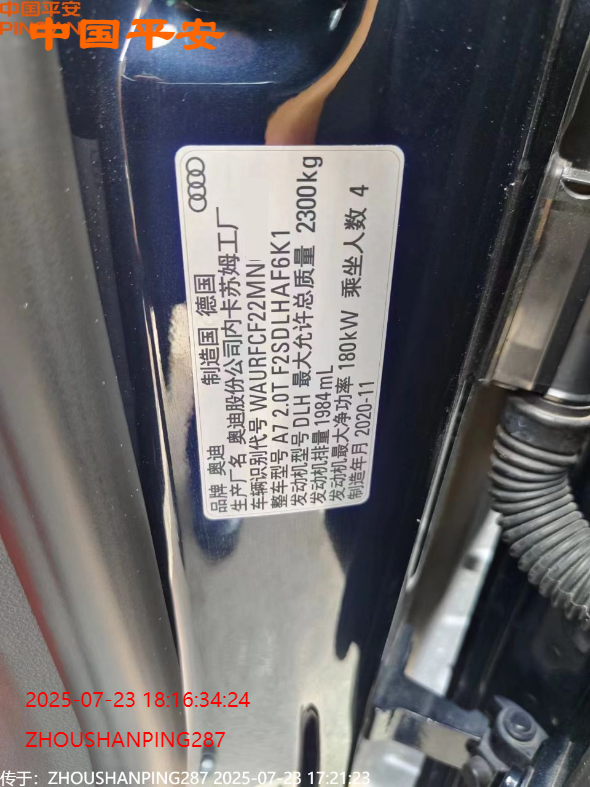 中国平安
PIN
中国平安
品牌 奥迪 制造国 德国
生产厂名 奥迪股份公司内卡苏姆工厂
车辆识别代号 WAURFCF22MN
整车型号 A7 2.0T F2SDLHAF6K1
发动机型号 DLH 最大允许总质量 2300kg
发动机排量 1984mL
发动机最大净功率 180kW 乘坐人数 4
制造年月 2020-11
2025-07-23 18:16:34:24
ZHOUSHANPING287
传于：ZHOUSHANPING287 2025-07-23 17:21:23